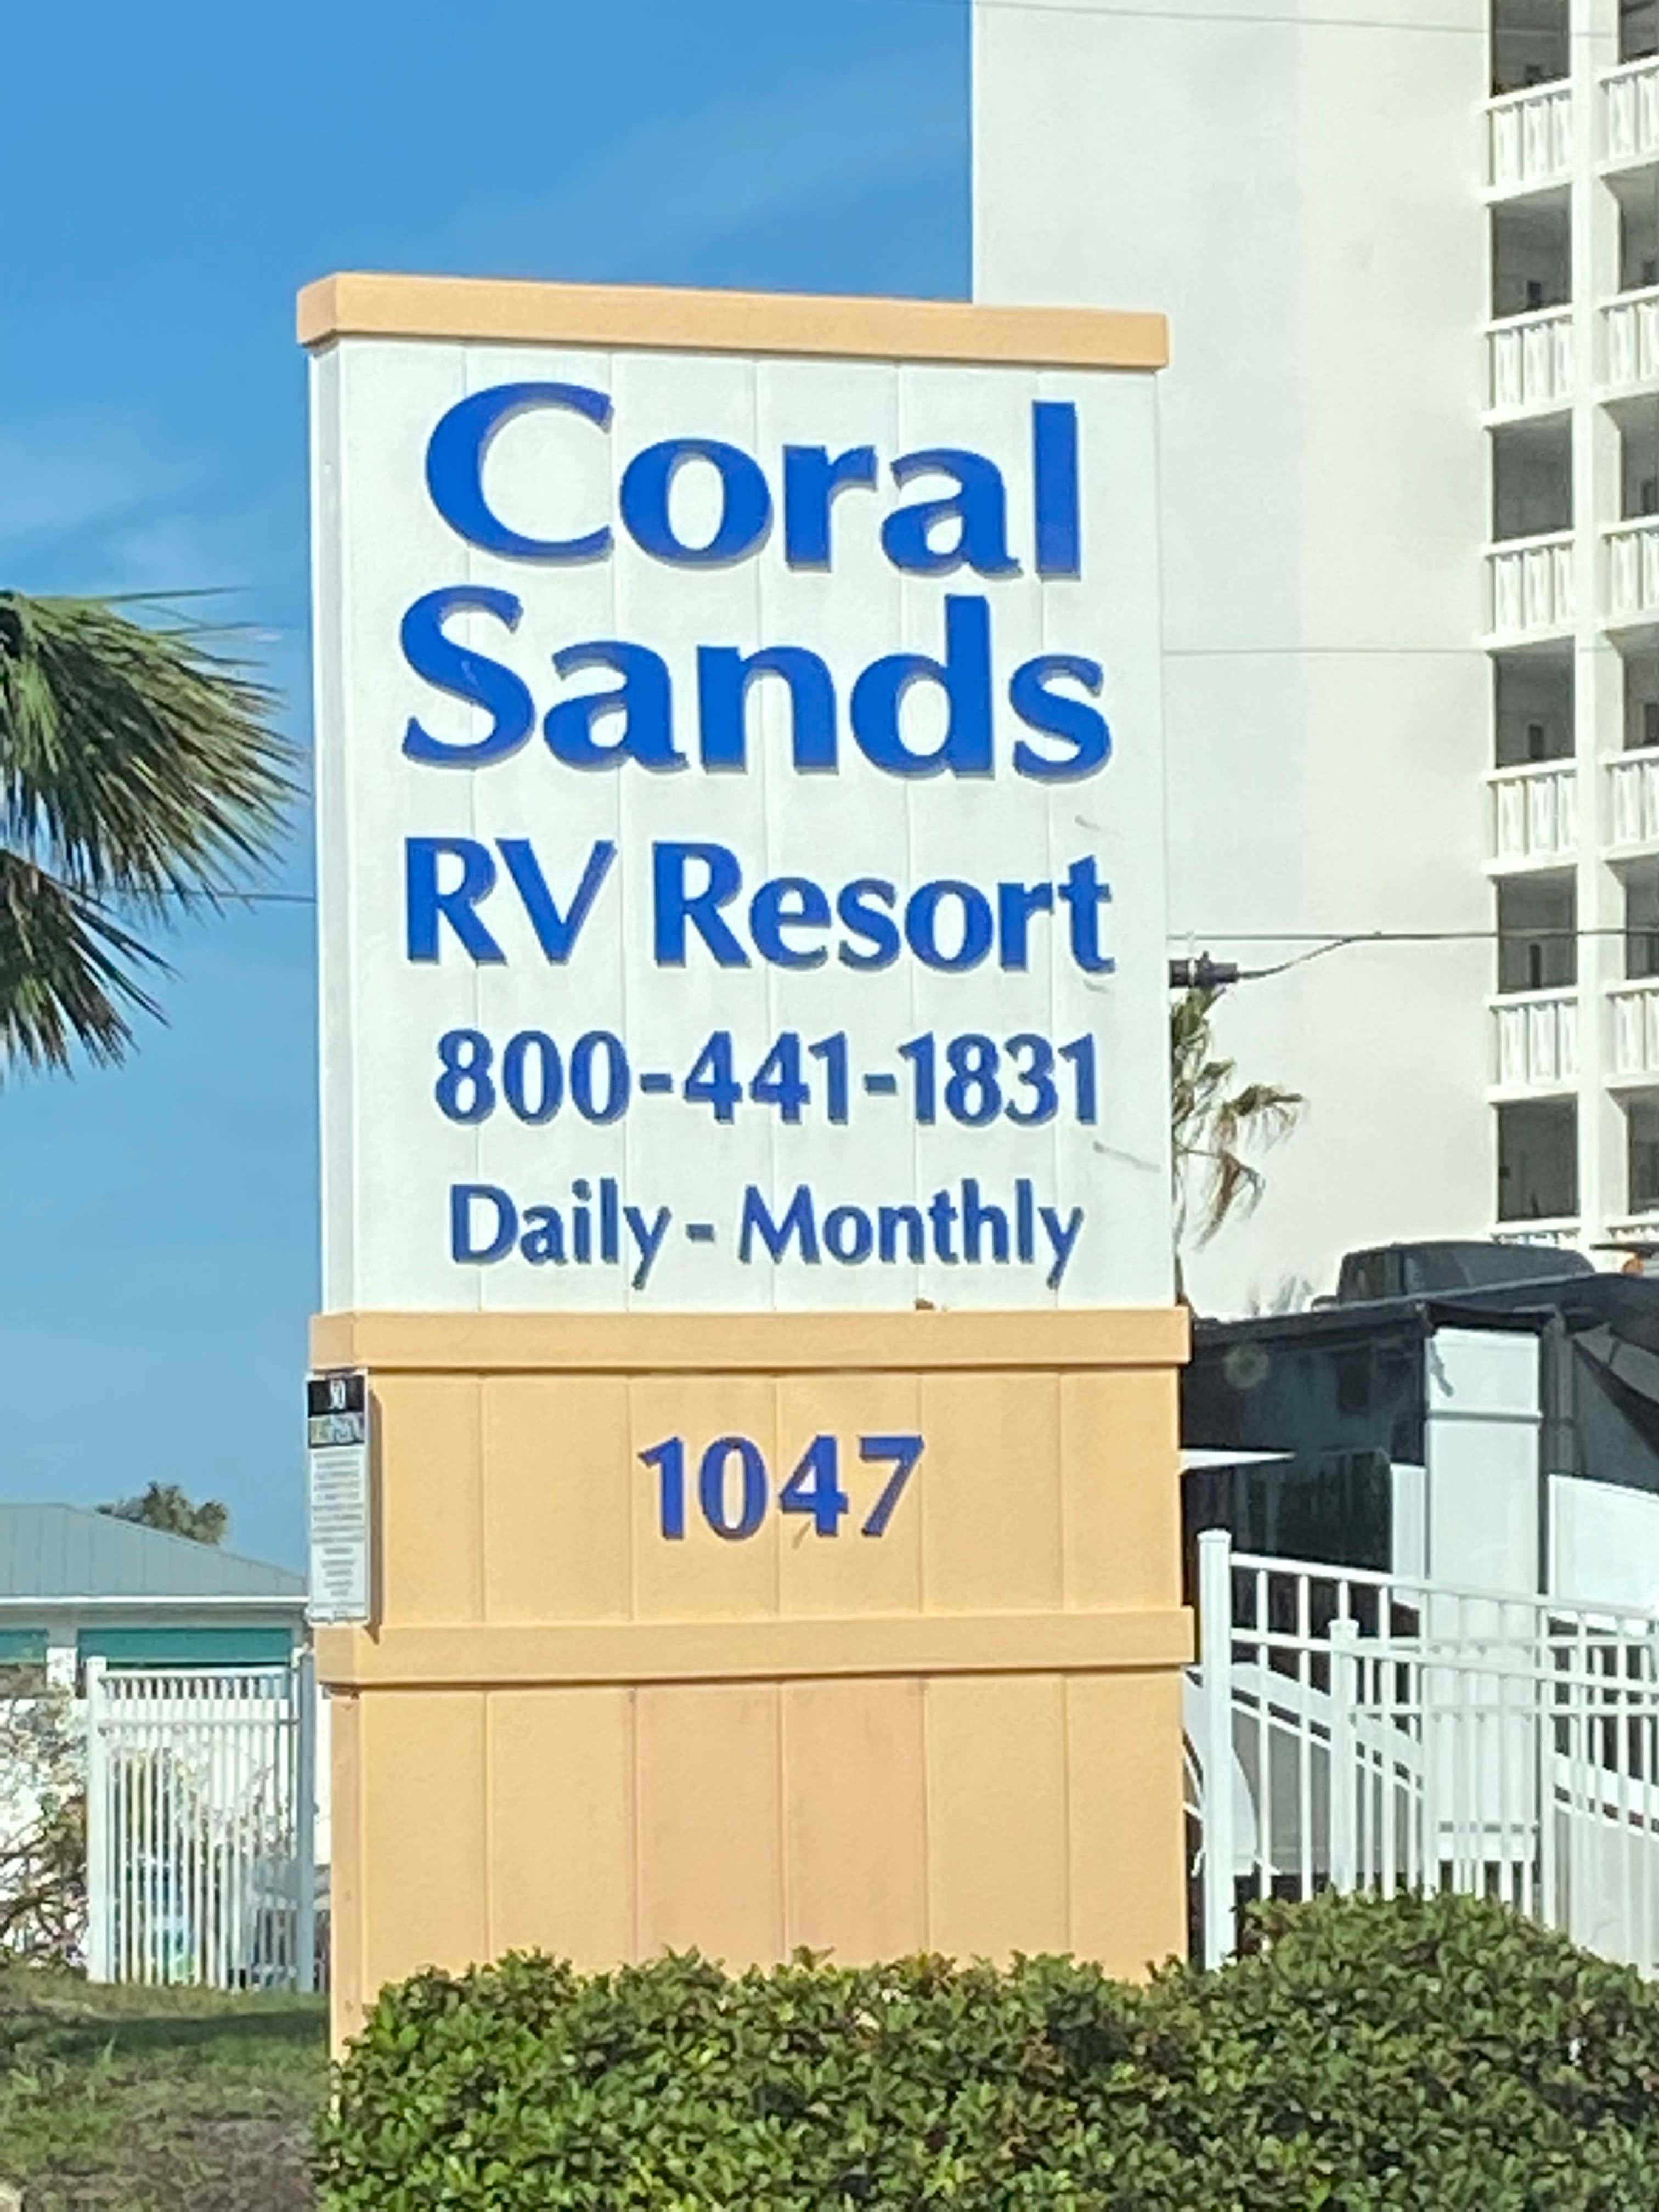 Coral
Sands
RV Resort
800-441-1831
Daily - Monthly
1047